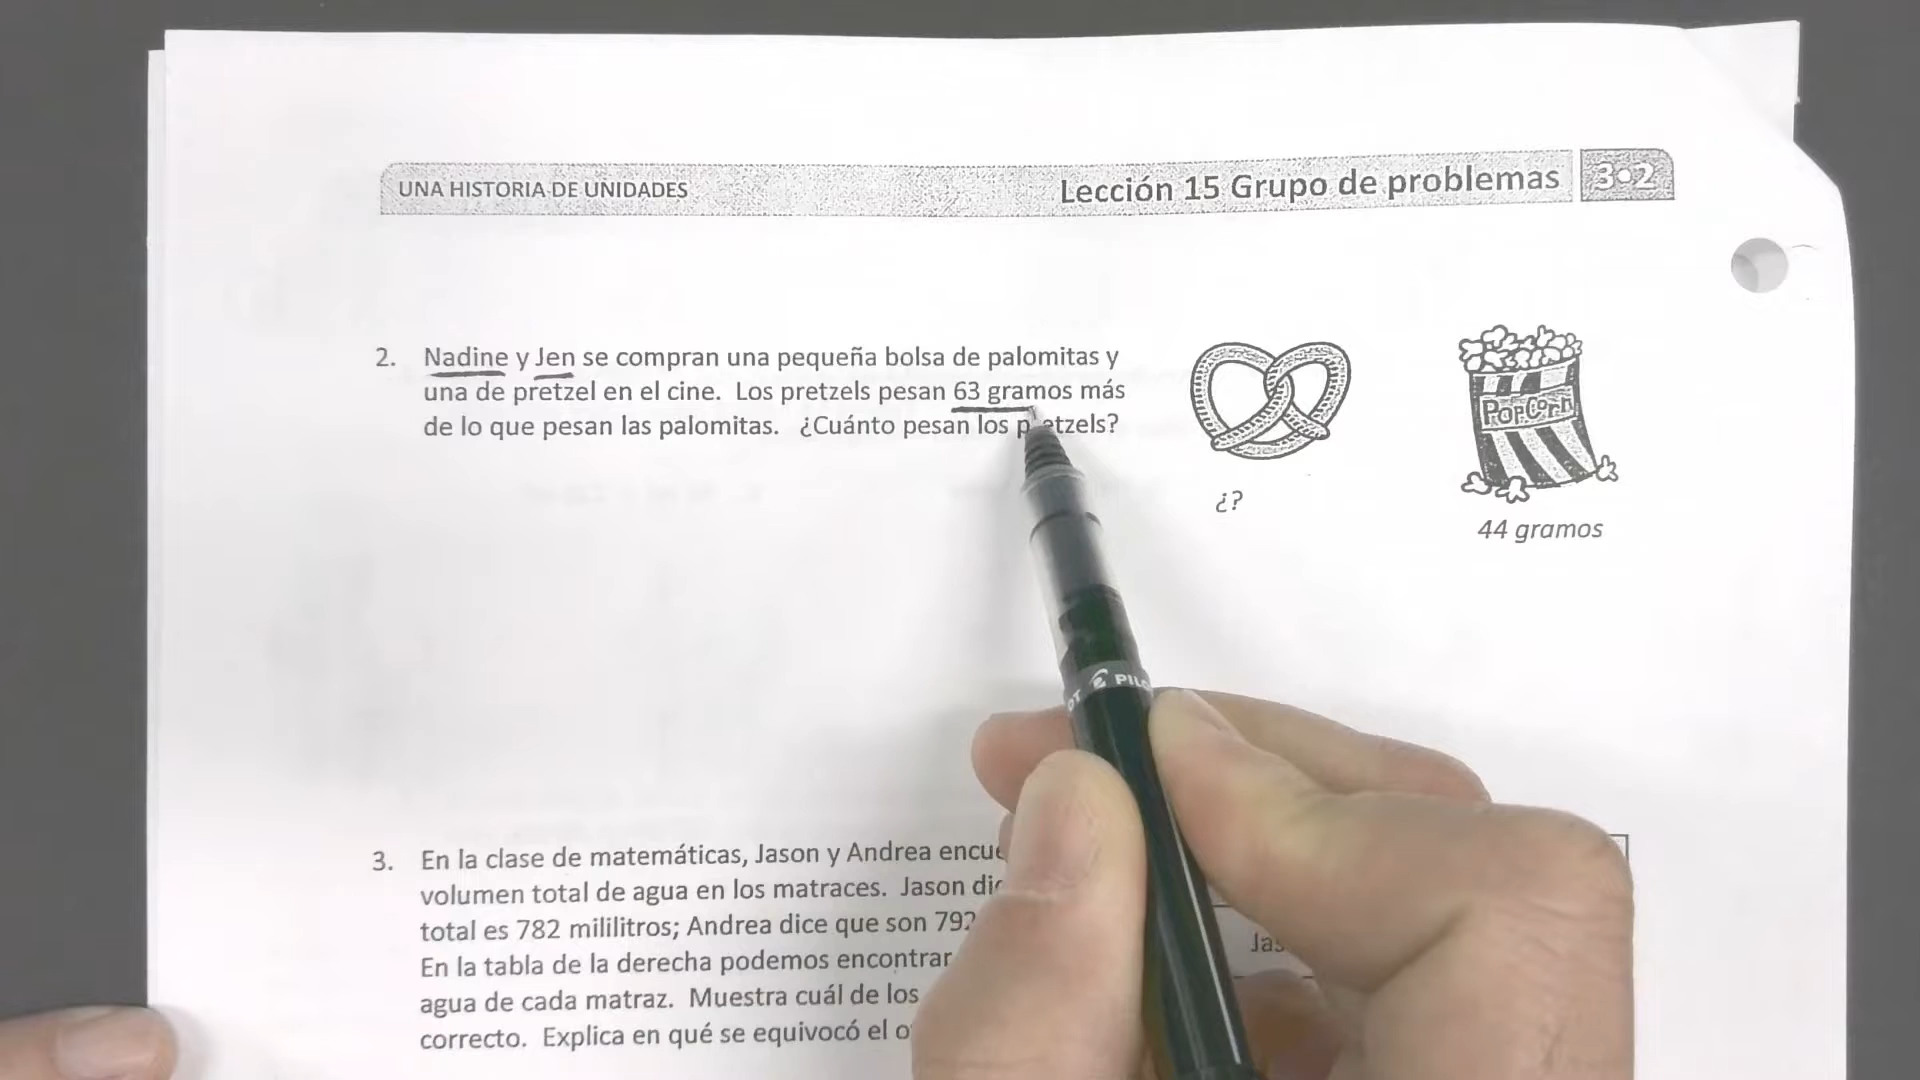 UNA HISTORIA DE UNIDADES
Lección 15 Grupo de problemas 3•2
2. Nadine y Jen se compran una pequeña bolsa de palomitas y
una de pretzel en el cine. Los pretzels pesan 63 gramos más
de lo que pesan las palomitas. ¿Cuánto pesan los pretzels?
POPCORN
¿?
44 gramos
3. En la clase de matemáticas, Jason y Andrea
volumen total de agua en los matraces. Jason
total es 782 mililitros; Andrea dice que son 792
En la tabla de la derecha podemos encontrar
agua de cada matraz. Muestra cuál de los
correcto. Explica en qué se equivocó el